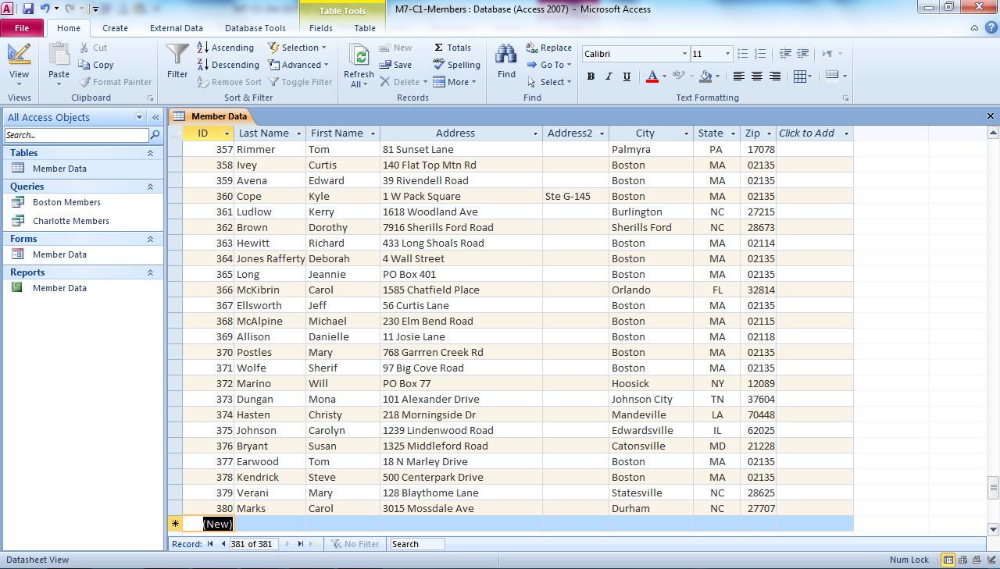 Table Tools
M7-C1-Members : Database (Access 2007) - Microsoft Access
File Home Create External Data Database Tools Fields Table
View Paste Cut Copy Format Painter Filter Ascending Descending Remove Sort Selection Advanced Toggle Filter Refresh All New Save Delete Totals Spelling More Find Replace Go To Select Calibri 11 B I U A ab
Views Clipboard Sort & Filter Records Find Text Formatting
All Access Objects
Search...
Tables
Member Data
Queries
Boston Members
Charlotte Members
Forms
Member Data
Reports
Member Data
Member Data
ID Last Name First Name Address Address2 City State Zip Click to Add
357 Rimmer Tom 81 Sunset Lane Palmyra PA 17078
358 Ivey Curtis 140 Flat Top Mtn Rd Boston MA 02135
359 Avena Edward 39 Rivendell Road Boston MA 02135
360 Cope Kyle 1 W Pack Square Ste G-145 Boston MA 02135
361 Ludlow Kerry 1618 Woodland Ave Burlington NC 27215
362 Brown Dorothy 7916 Sherills Ford Road Sherills Ford NC 28673
363 Hewitt Richard 433 Long Shoals Road Boston MA 02114
364 Jones Rafferty Deborah 4 Wall Street Boston MA 02135
365 Long Jeannie PO Box 401 Boston MA 02135
366 McKibrin Carol 1585 Chatfield Place Orlando FL 32814
367 Ellsworth Jeff 56 Curtis Lane Boston MA 02135
368 McAlpine Michael 230 Elm Bend Road Boston MA 02115
369 Allison Danielle 11 Josie Lane Boston MA 02118
370 Postles Mary 768 Garrren Creek Rd Boston MA 02135
371 Wolfe Sherif 97 Big Cove Road Boston MA 02135
372 Marino Will PO Box 77 Hoosick NY 12089
373 Dungan Mona 101 Alexander Drive Johnson City TN 37604
374 Hasten Christy 218 Morningside Dr Mandeville LA 70448
375 Johnson Carolyn 1239 Lindenwood Road Edwardsville IL 62025
376 Bryant Susan 1325 Middleford Road Catonsville MD 21228
377 Earwood Tom 18 N Marley Drive Boston MA 02135
378 Kendrick Steve 500 Centerpark Drive Boston MA 02135
379 Verani Mary 128 Blaythome Lane Statesville NC 28625
380 Marks Carol 3015 Mossdale Ave Durham NC 27707
(New)
Record: 381 of 381 No Filter Search
Datasheet View Num Lock